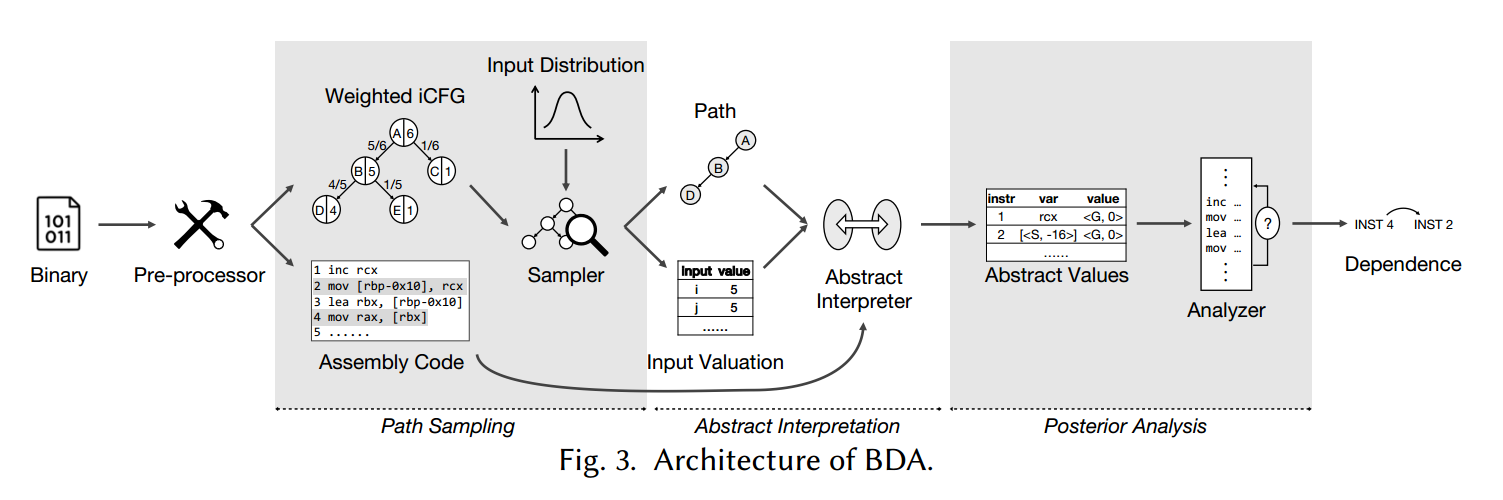 Input Distribution
Weighted iCFG
A 6
5/6 1/6
B 5
C 1
4/5 1/5
D 4
E 1
Path
A
B
D
101
011
Binary
Pre-processor
Sampler
1 inc rcx
2 mov [rbp-0x10], rcx
3 lea rbx, [rbp-0x10]
4 mov rax, [rbx]
5 ......
Assembly Code
Input value
i 5
j 5
......
Input Valuation
Abstract
Interpreter
instr var value
1 rcx <G, 0>
2 [<S, -16>] <G, 0>
......
Abstract Values
⋮
inc …
mov …
lea …
mov …
⋮
?
Analyzer
INST 4 INST 2
Dependence
Path Sampling
Abstract Interpretation
Posterior Analysis
Fig. 3. Architecture of BDA.